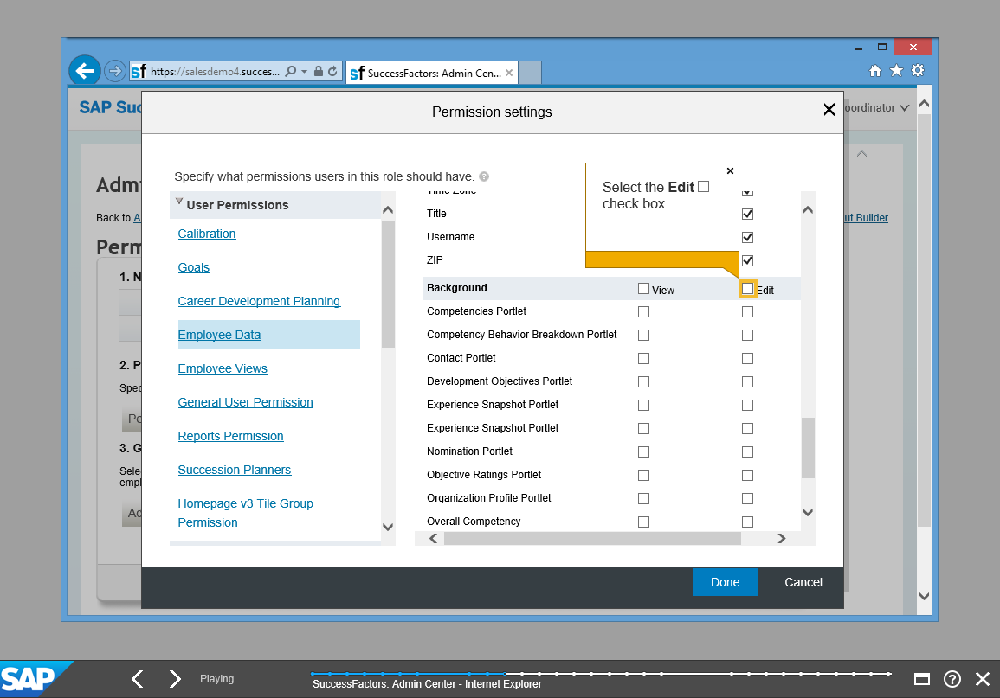 https://salesdemo4.succes...
SuccessFactors: Admin Cen...
SAP Suc
oordinator
Permission settings
Specify what permissions users in this role should have.
Select the Edit
check box.
Adm
Back to A
ut Builder
Perm
1. N
2. P
Spec
Pe
3. G
Sele
empl
Ad
User Permissions
Calibration
Goals
Career Development Planning
Employee Data
Employee Views
General User Permission
Reports Permission
Succession Planners
Homepage v3 Tile Group
Permission
Time Zone
Title
Username
ZIP
Background View Edit
Competencies Portlet
Competency Behavior Breakdown Portlet
Contact Portlet
Development Objectives Portlet
Experience Snapshot Portlet
Experience Snapshot Portlet
Nomination Portlet
Objective Ratings Portlet
Organization Profile Portlet
Overall Competency
Done Cancel
SAP
Playing
SuccessFactors: Admin Center - Internet Explorer